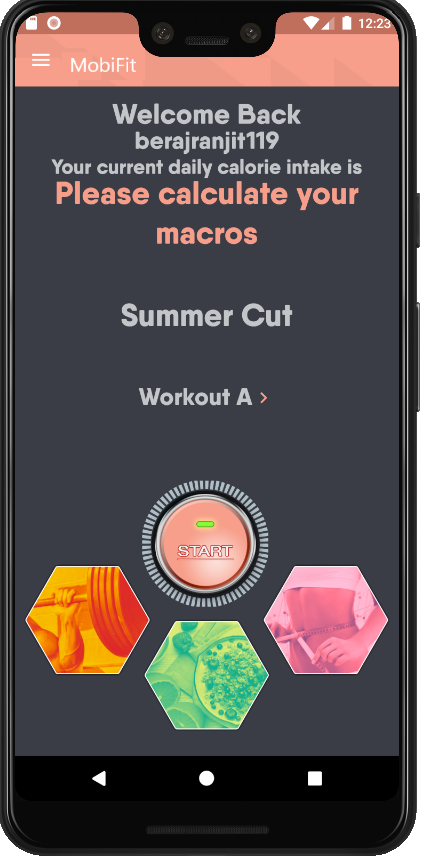 12:23
MobiFit
Welcome Back
berajranjit119
Your current daily calorie intake is
Please calculate your
macros
Summer Cut
Workout A >
START